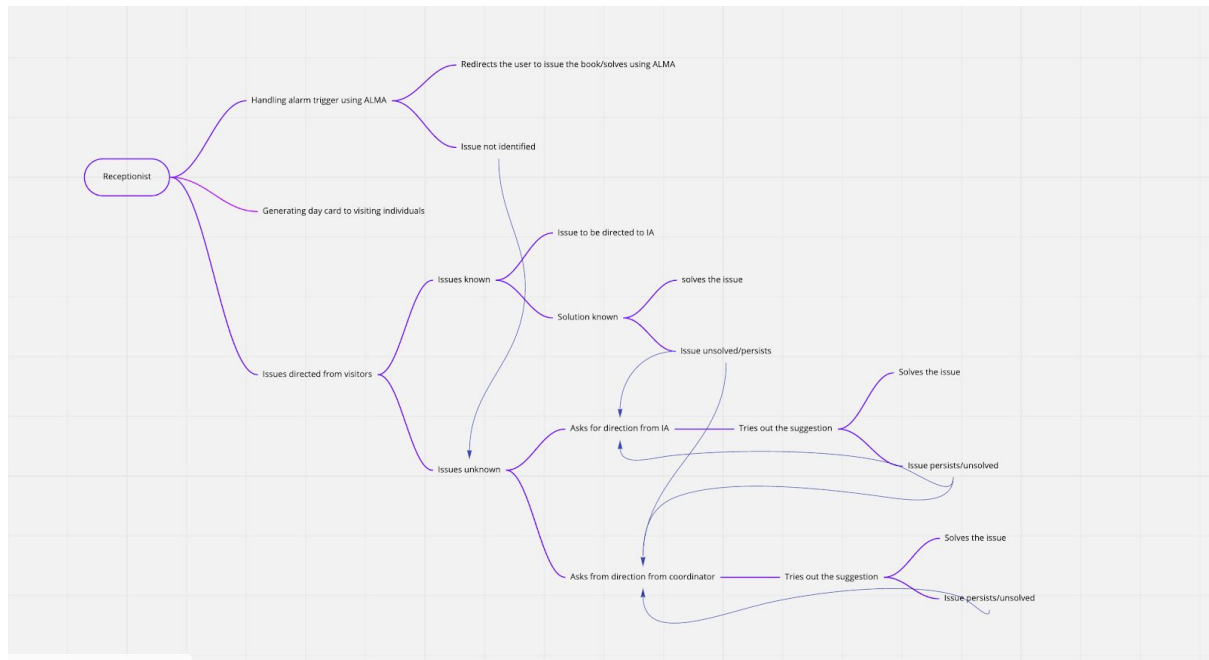 Redirects the user to issue the book/solves using ALMA
Handling alarm trigger using ALMA
Issue not identified
Receptionist
Generating day card to visiting individuals
Issue to be directed to IA
Issues known
solves the issue
Solution known
Issue unsolved/persists
Issues directed from visitors
Solves the issue
Asks for direction from IA
Tries out the suggestion
Issue persists/unsolved
Issues unknown
Solves the issue
Asks from direction from coordinator
Tries out the suggestion
Issue persists/unsolved